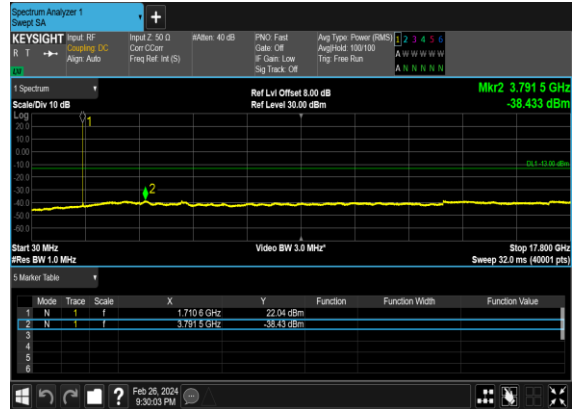 Spectrum Analyzer 1
Swept SA
+
KEYSIGHT Input: RF Input Z: 50 Ω #Atten: 40 dB PNO: Fast Avg Type: Power (RMS) 1 2 3 4 5 6
R T Coupling: DC Corr CCorr Gate: Off Avg|Hold: 100/100 A W W W W W
Align: Auto Freq Ref: Int (S) IF Gain: Low Trig: Free Run
Sig Track: Off A N N N N N
1 Spectrum
Scale/Div 10 dB Ref Lvl Offset 8.00 dB Ref Level 30.00 dBm Mkr2 3.791 5 GHz -38.433 dBm
Log
20.0
10.0
0.00
-10.0
-20.0
-30.0
-40.0
-50.0
-60.0
1
2
DL1 -13.00 dBm
Start 30 MHz Video BW 3.0 MHz* Stop 17.800 GHz
#Res BW 1.0 MHz Sweep 32.0 ms (40001 pts)
5 Marker Table
Mode Trace Scale X Y Function Function Width Function Value
1 N 1 f 1.710 6 GHz 22.04 dBm
2 N 1 f 3.791 5 GHz -38.43 dBm
3
4
5
6
? Feb 26, 2024
9:30:03 PM